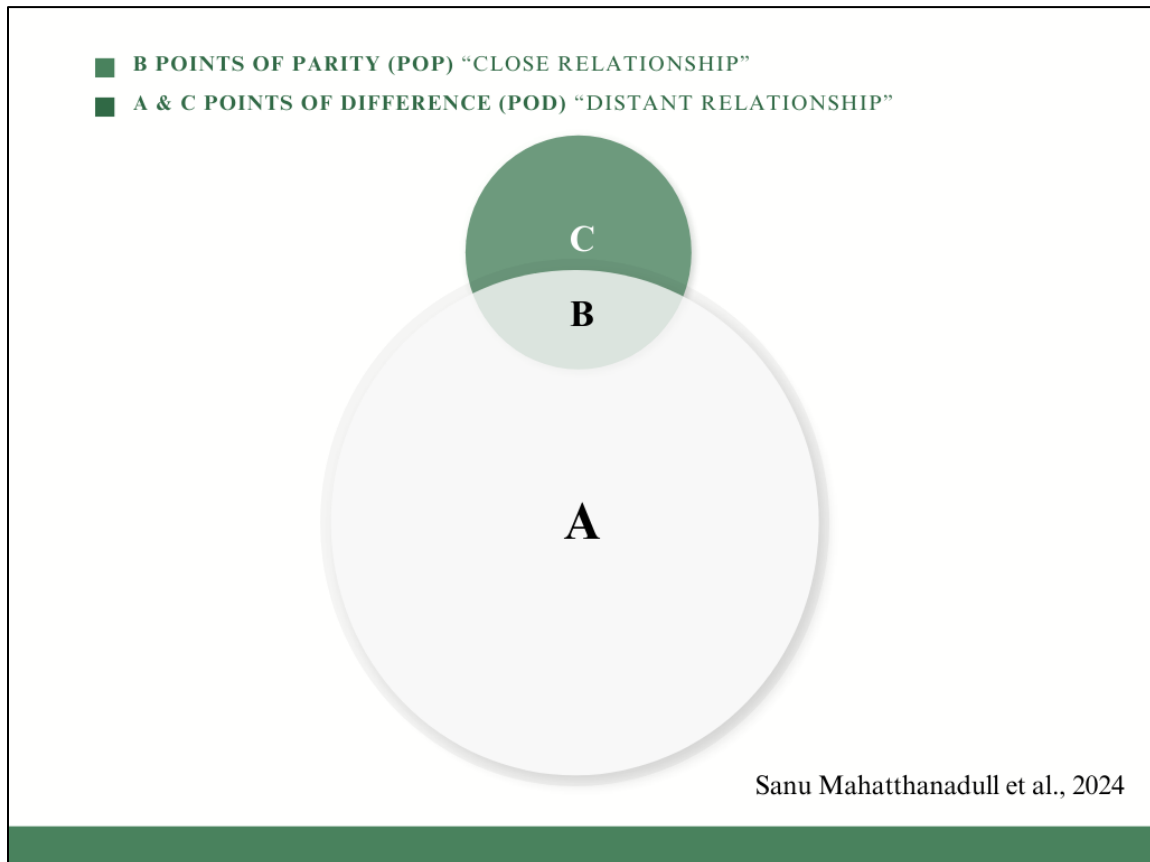 B POINTS OF PARITY (POP) “CLOSE RELATIONSHIP”
A & C POINTS OF DIFFERENCE (POD) “DISTANT RELATIONSHIP”
C
B
A
Sanu Mahatthanadull et al., 2024